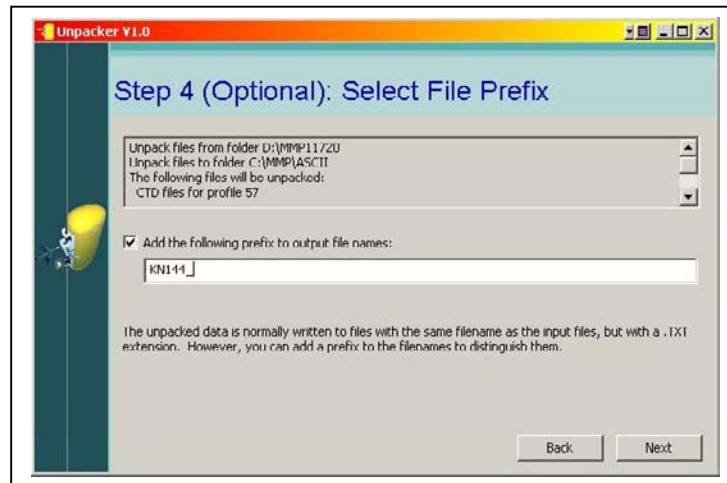 Unpacker V1.0
Step 4 (Optional): Select File Prefix
Unpack files from folder D:\MMP11720
Unpack files to folder C:\MMP\ASCII
The following files will be unpacked:
CTD files for profile 57
Add the following prefix to output file names:
KN144_
The unpacked data is normally written to files with the same filename as the input files, but with a .TXT
extension. However, you can add a prefix to the filenames to distinguish them.
Back Next